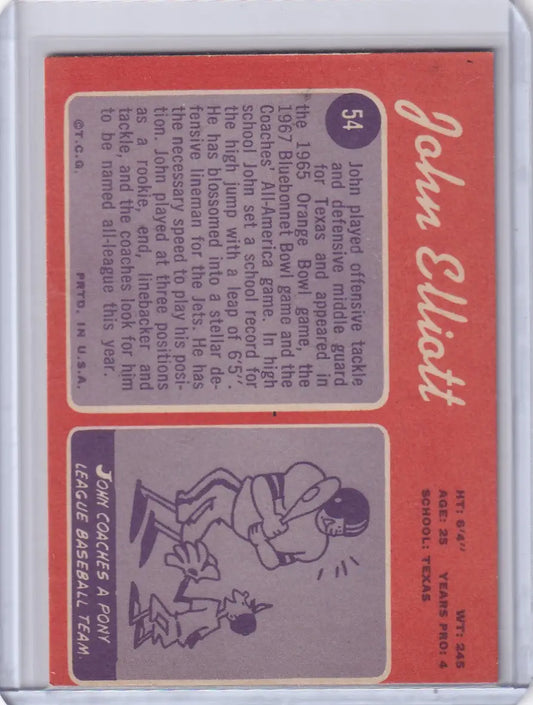 John Elliott
HT: 6'4" WT: 245
AGE: 25 YEARS PRO: 4
SCHOOL: TEXAS
54
John played offensive tackle
and defensive middle guard
for Texas and appeared in
the 1965 Orange Bowl game, the
1967 Bluebonnet Bowl game and the
Coaches' All-America game. In high
school John set a school record for
the high jump with a leap of 6'5".
He has blossomed into a stellar de-
fensive lineman for the Jets. He has
the necessary speed to play his posi-
tion. John played at three positions
as a rookie, end, linebacker and
tackle, and the coaches look for him
to be named all-league this year.
©T.C.G. PRTD. IN U.S.A.
JOHN COACHES A PONY
LEAGUE BASEBALL TEAM.